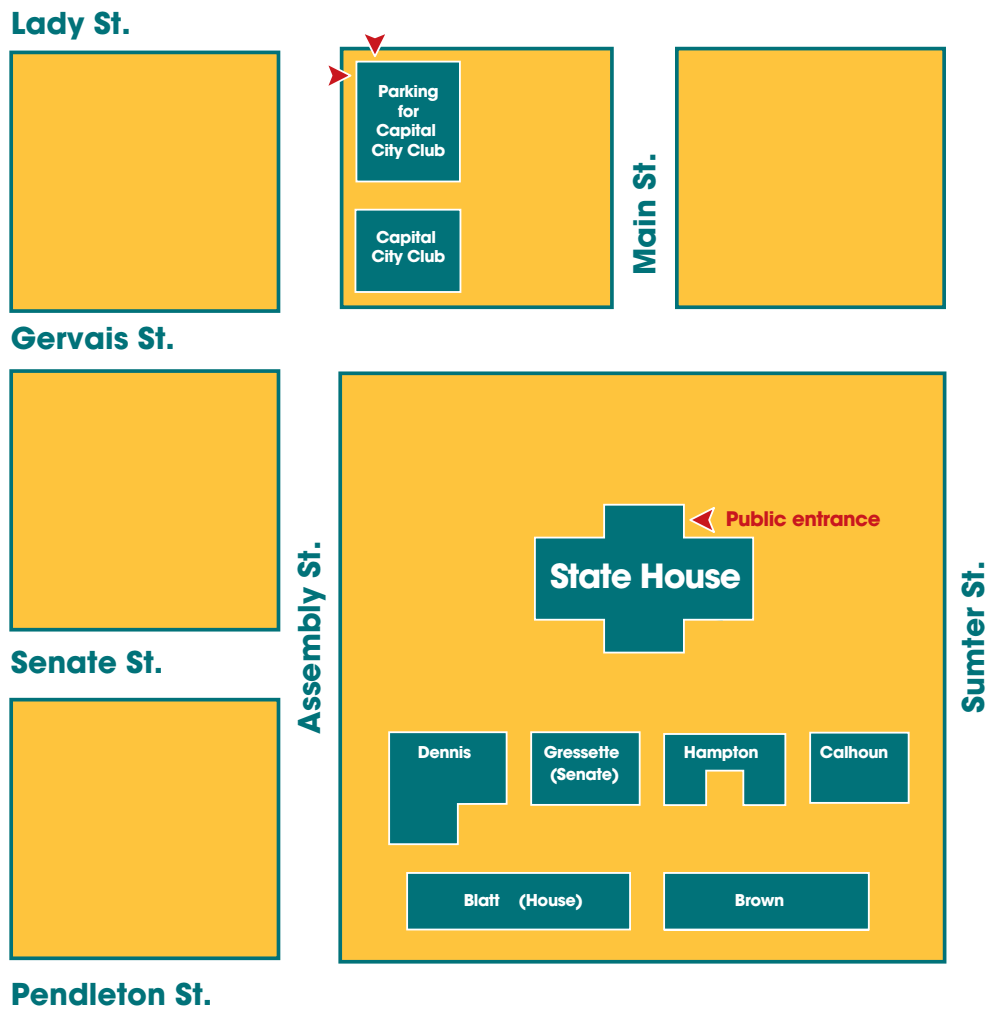 Lady St.
Parking
for
Capital
City Club
Capital
City Club
Main St.
Gervais St.
Public entrance
State House
Assembly St.
Sumter St.
Senate St.
Dennis
Gressette
(Senate)
Hampton
Calhoun
Blatt (House)
Brown
Pendleton St.